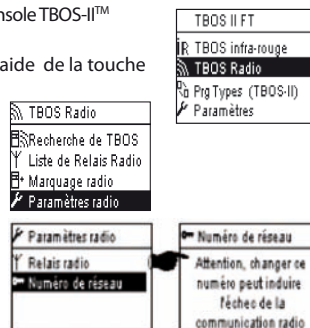 nsole TBOS-II™
aide de la touche
TBOS II FT
IR TBOS infra-rouge
TBOS Radio
Prg Types (TBOS-II)
Paramètres
TBOS Radio
Recherche de TBOS
Liste de Relais Radio
Marquage radio
Paramètres radio
Paramètres radio
Relais radio
Numéro de réseau
Numéro de réseau
Attention, changer ce
numéro peut induire
l'échec de la
communication radio